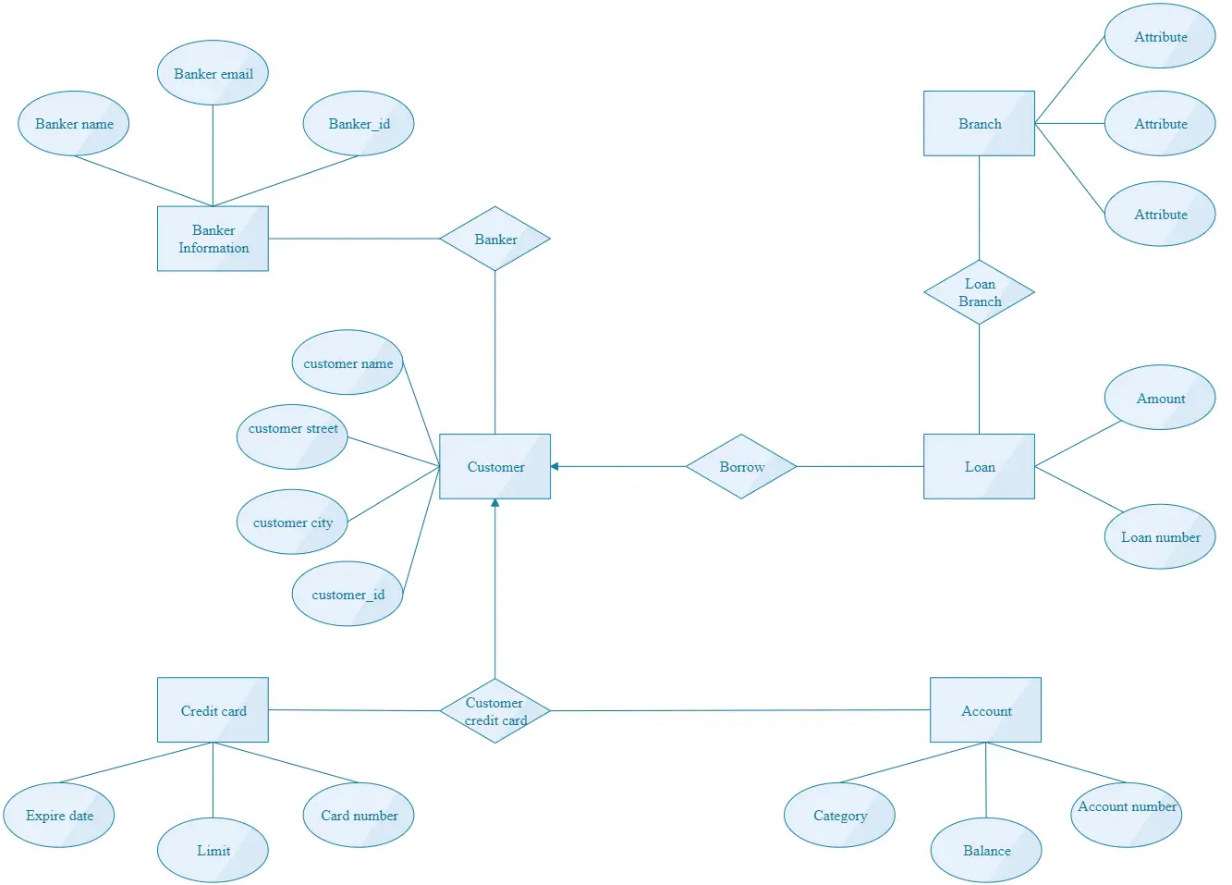 Attribute
Banker email
Banker name
Banker_id
Branch
Attribute
Attribute
Banker
Information
Banker
Loan
Branch
customer name
Amount
customer street
Customer
Borrow
Loan
customer city
Loan number
customer_id
Credit card
Customer
credit card
Account
Expire date
Card number
Limit
Category
Account number
Balance